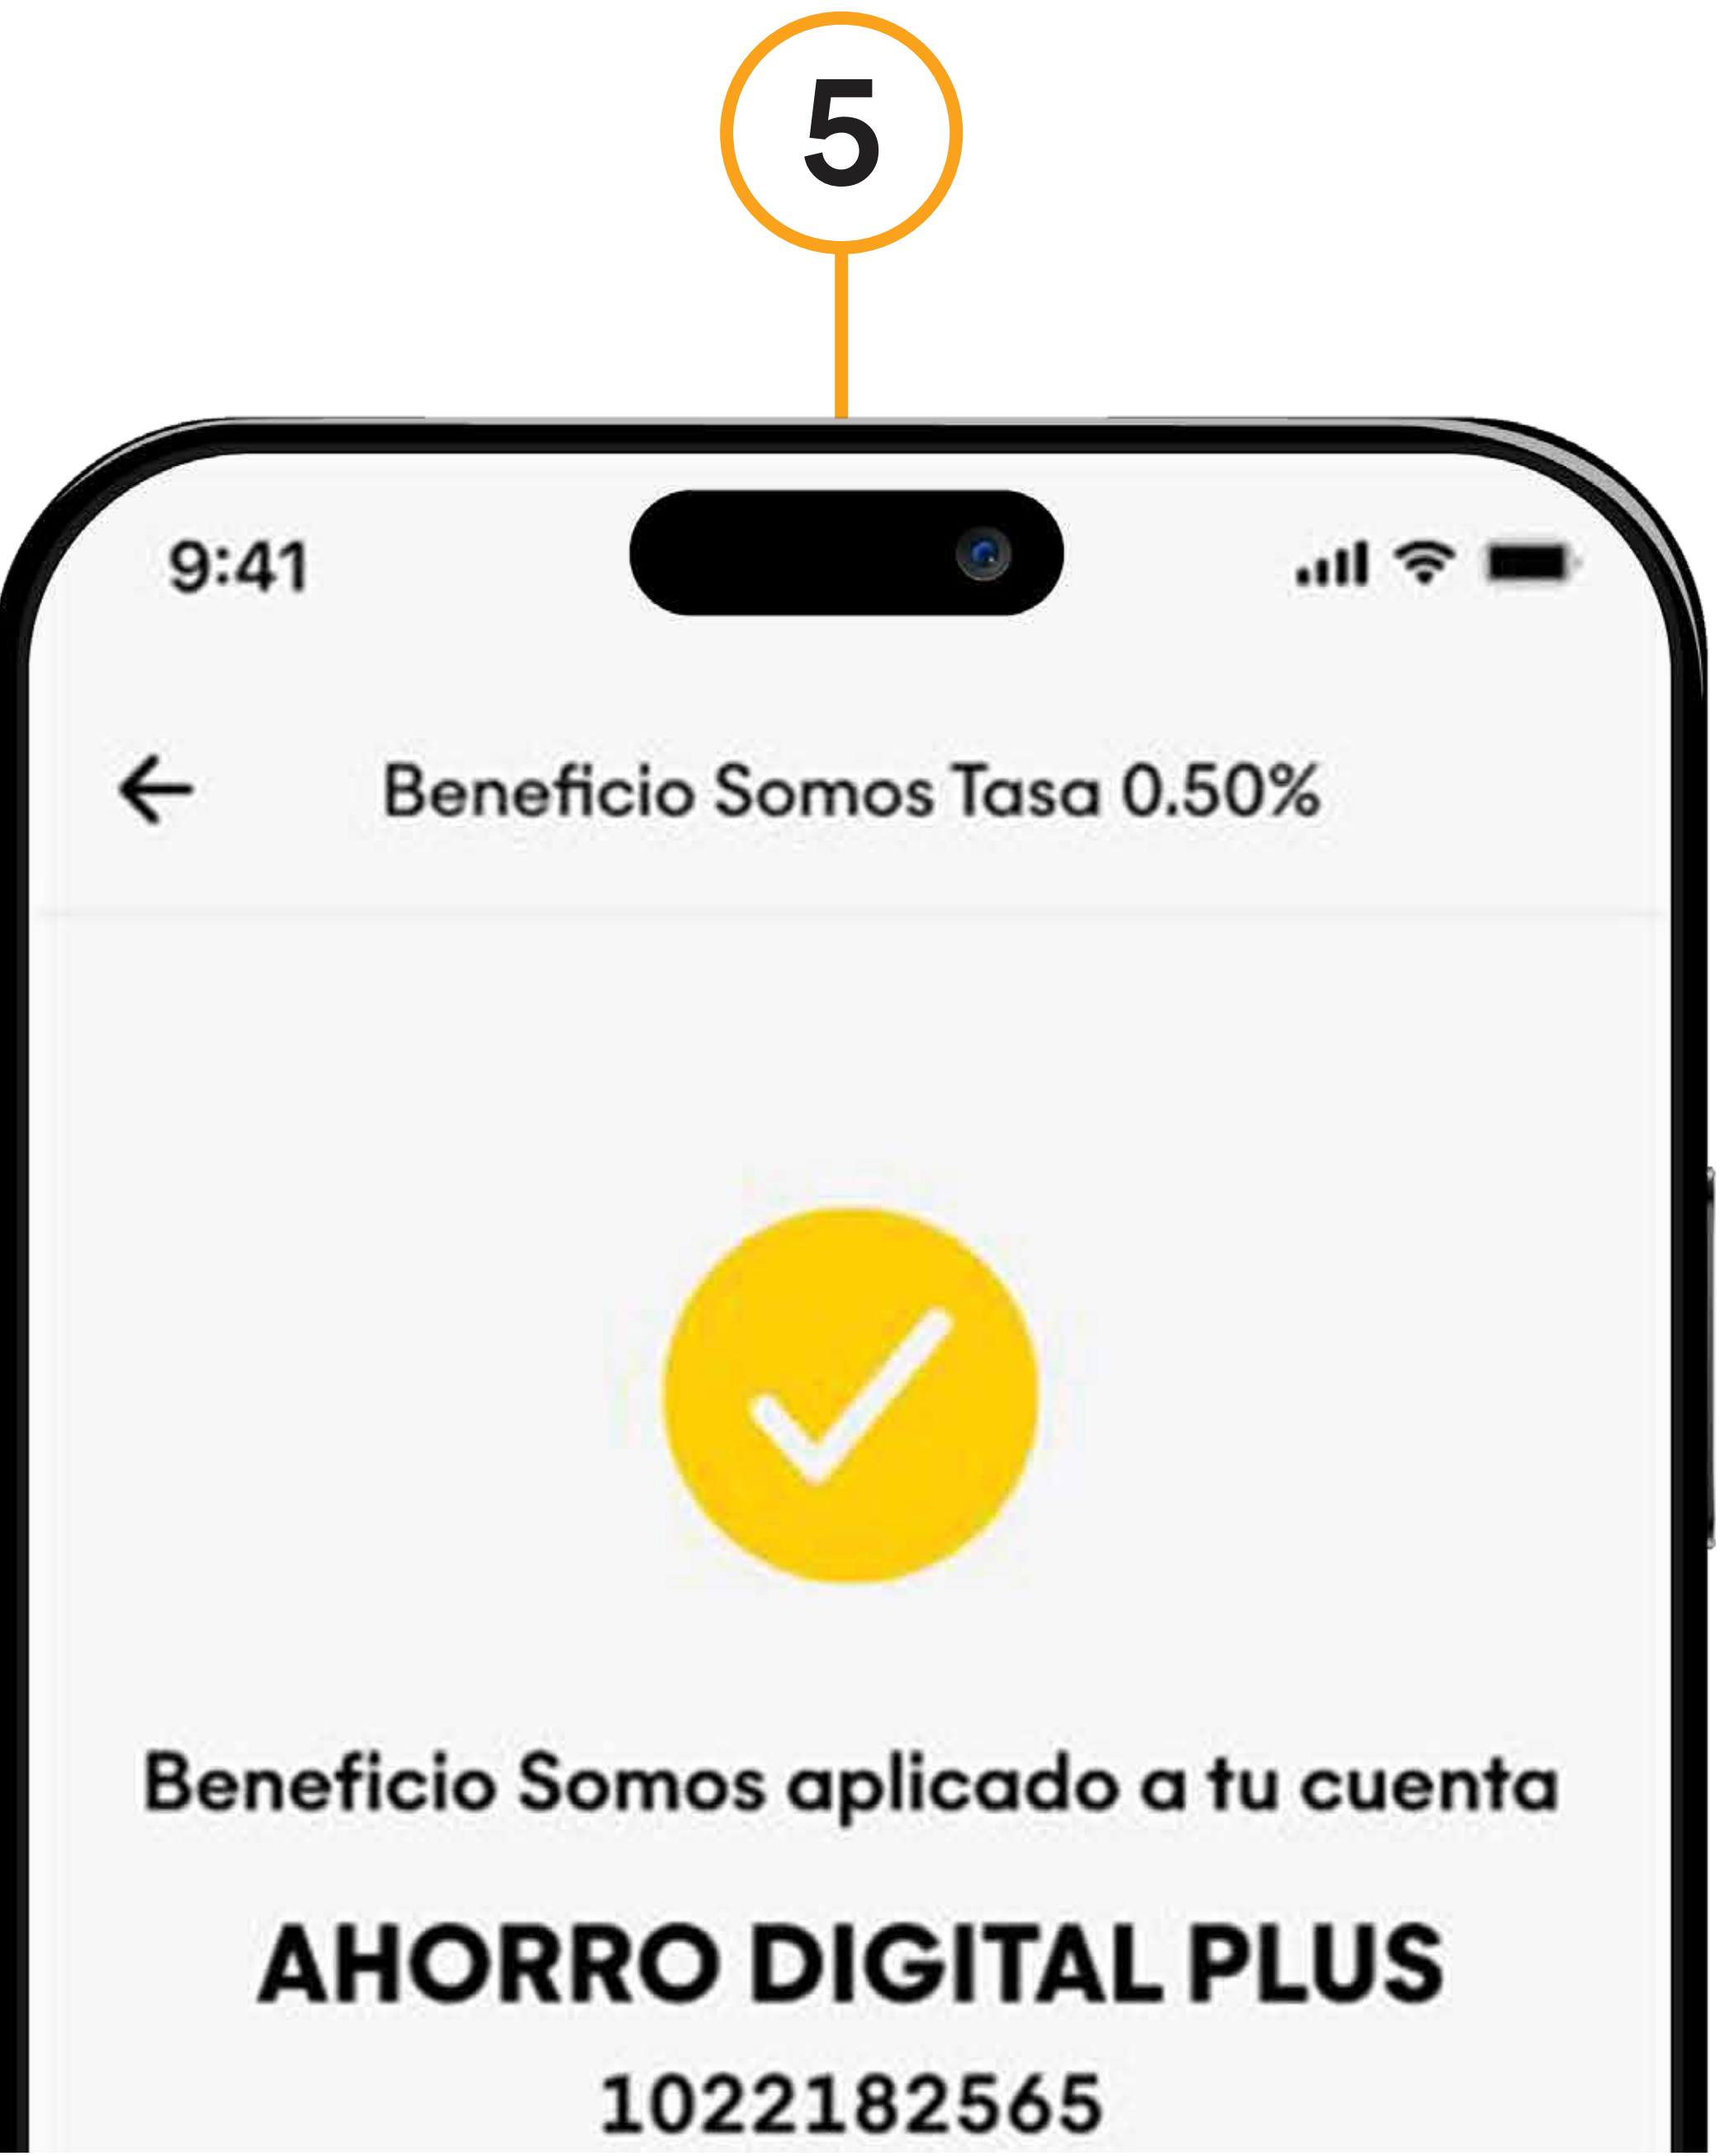 5
9:41
Beneficio Somos Tasa 0.50%
Beneficio Somos aplicado a tu cuenta
AHORRO DIGITAL PLUS
1022182565